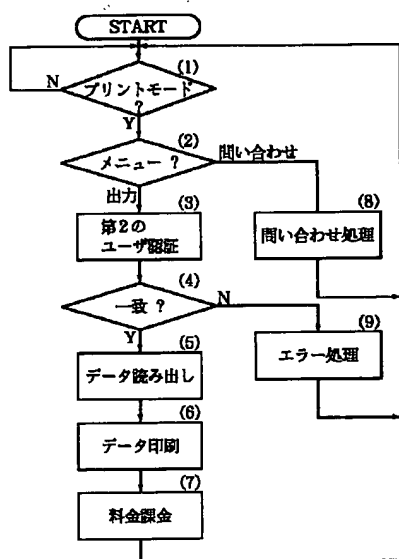 START
(1)
N
プリントモード
?
Y
(2)
メニュー ?
問い合わせ
出力
(3)
第2の
ユーザ認証
(8)
問い合わせ処理
(4)
一致 ?
N
Y
(5)
データ読み出し
(9)
エラー処理
(6)
データ印刷
(7)
料金課金